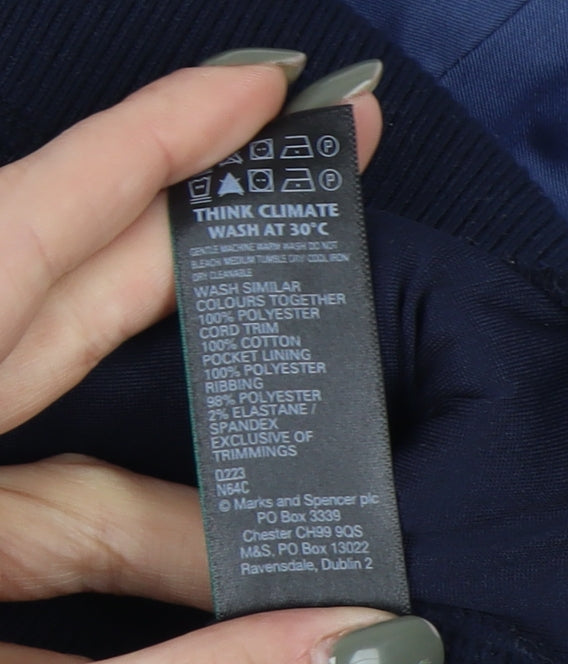 P
P
THINK CLIMATE
WASH AT 30°C
GENTLE MACHINE WARM WASH DO NOT
BLEACH MEDIUM TUMBLE DRY COOL IRON
DRY CLEANABLE
WASH SIMILAR
COLOURS TOGETHER
100% POLYESTER
CORD TRIM
100% COTTON
POCKET LINING
100% POLYESTER
RIBBING
98% POLYESTER
2% ELASTANE /
SPANDEX
EXCLUSIVE OF
TRIMMINGS
0223
N64C
© Marks and Spencer plc
PO Box 3339
Chester CH99 9QS
M&S, PO Box 13022
Ravensdale, Dublin 2